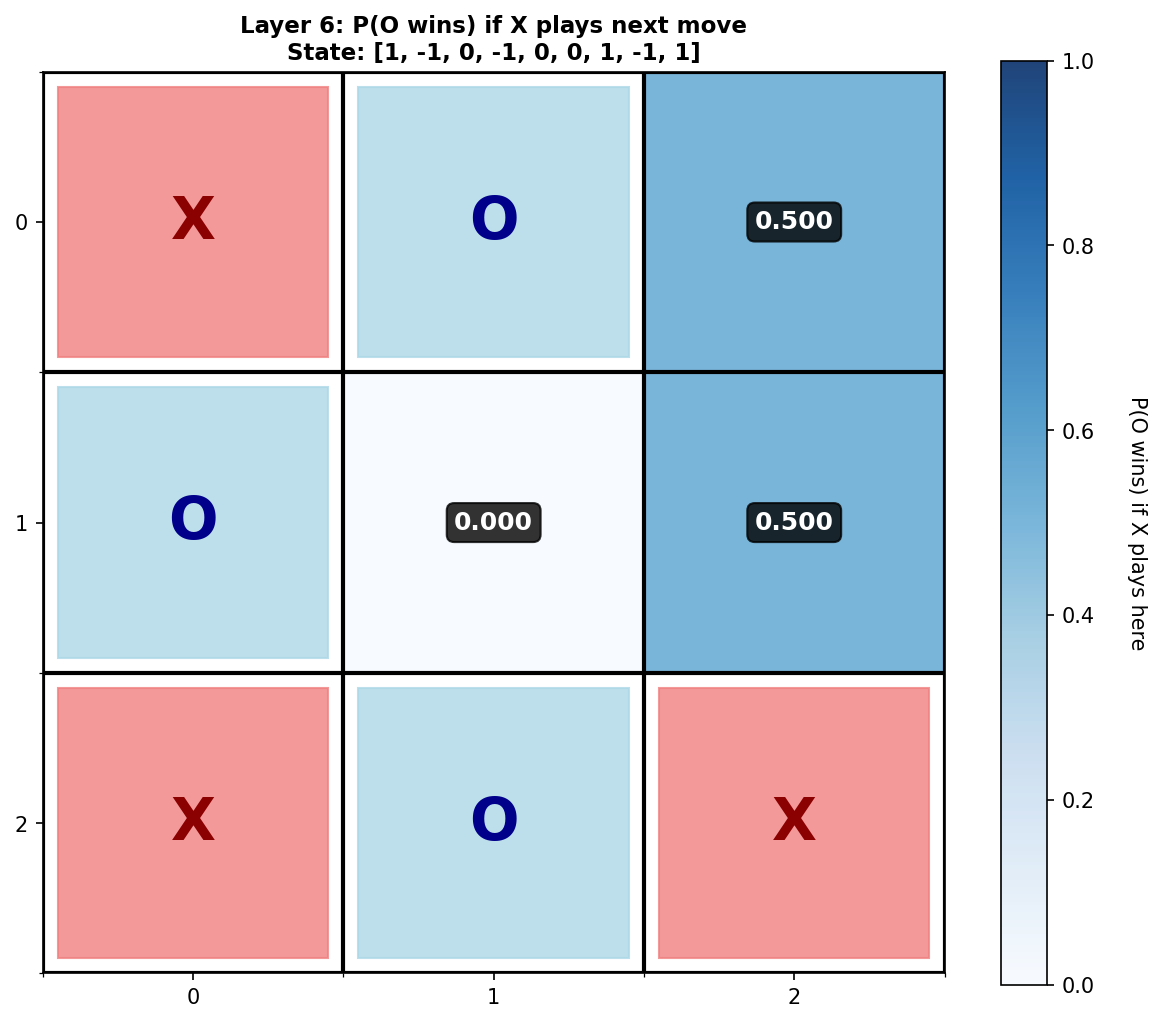 Layer 6: P(O wins) if X plays next move
State: [1, -1, 0, -1, 0, 0, 1, -1, 1]
0
X
O
0.500
1
O
0.000
0.500
2
X
O
X
0
1
2
1.0
0.8
0.6
0.4
0.2
0.0
P(O wins) if X plays here